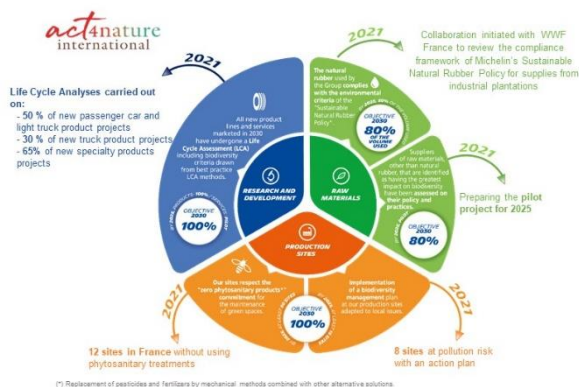 act4nature
international
2021
Life Cycle Analyses carried out
on:
- 50 % of new passenger car and
light truck product projects
- 30 % of new truck product projects
- 65% of new specialty products
projects
All new product
lines and services
marketed in 2030
have undergone a Life
Cycle Assessment (LCA)
including biodiversity
criteria drawn
from best practice
LCA methods.
OBJECTIVE
2030
100%
RESEARCH AND
DEVELOPMENT
2021
Collaboration initiated with WWF
France to review the compliance
framework of Michelin's Sustainable
Natural Rubber Policy for supplies from
industrial plantations
The natural
rubber used by
the Group complies
with the environmental
criteria of the
"Sustainable
Natural Rubber
Policy".
OBJECTIVE
2030
80%
OF THE
VOLUME USED
RAW
MATERIALS
Suppliers
of raw materials,
other than natural
rubber, that are identified
as having the greatest
impact on biodiversity
have been assessed on
their policy and
practices.
OBJECTIVE
2030
80%
2021
Preparing the pilot
project for 2025
PRODUCTION
SITES
Our sites respect the
"zero phytosanitary products"*
commitment for
the maintenance
of green spaces.
OBJECTIVE
2030
100%
Implementation
of a biodiversity
management plan
at our production sites
adapted to local issues.
2021
12 sites in France without using
phytosanitary treatments
2021
8 sites at pollution risk
with an action plan
(*) Replacement of pesticides and fertilizers by mechanical methods combined with other alternative solutions.